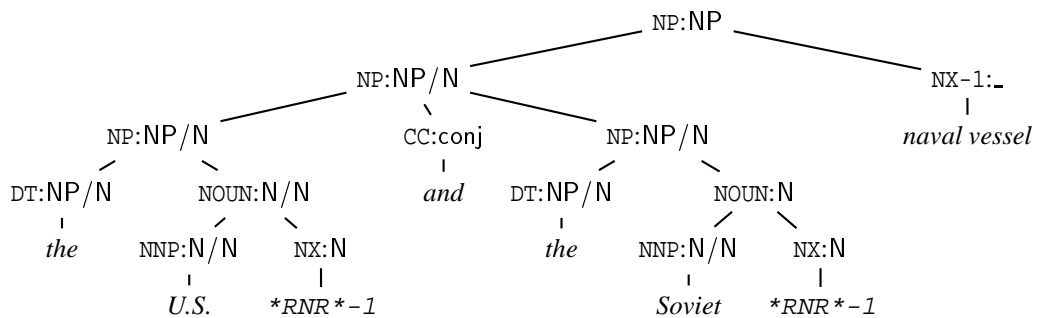 NP:NP
NP:NP/N NX-1:_
NP:NP/N CC:conj NP:NP/N naval vessel
DT:NP/N NOUN:N/N and DT:NP/N NOUN:N
the NNP:N/N NX:N the NNP:N/N NX:N
U.S. *RNR*-1 Soviet *RNR*-1